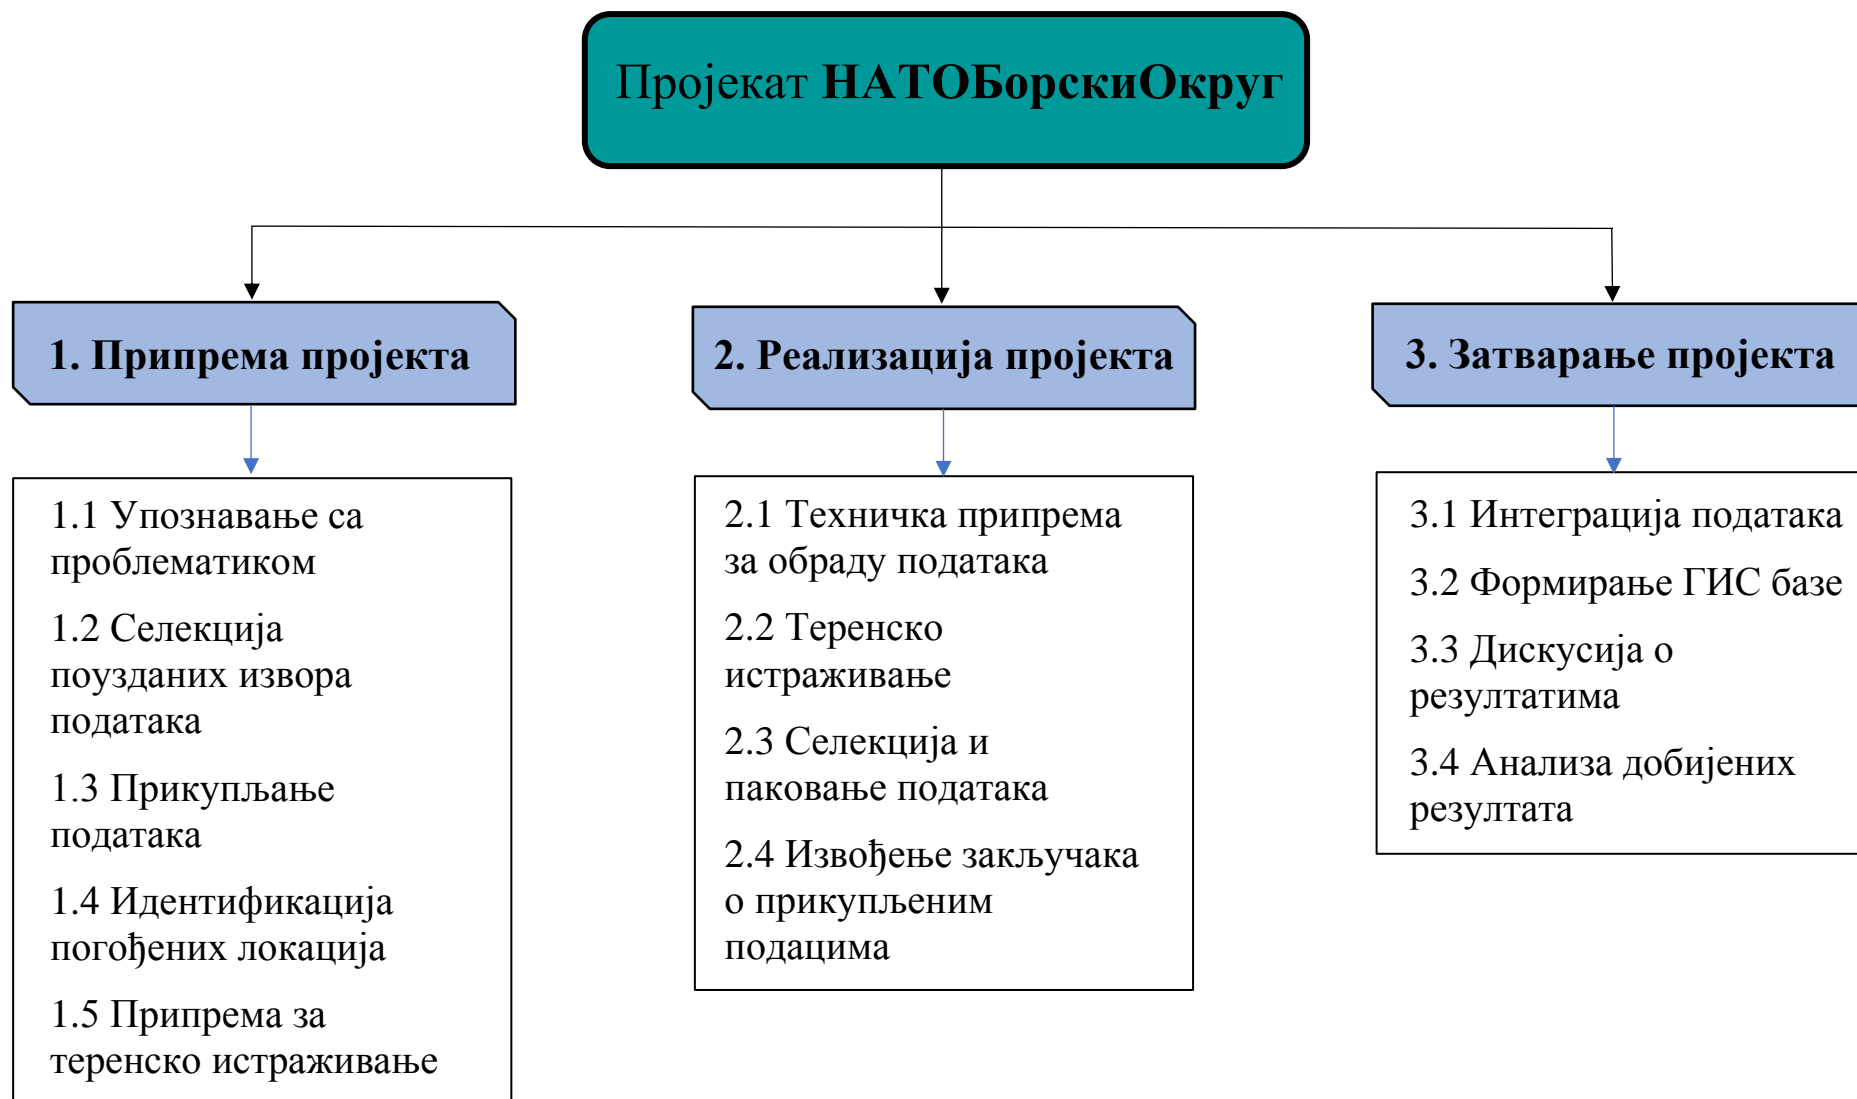 Пројекат НАТОБорскиОкруг
1. Припрема пројекта
1.1 Упознавање са
проблематиком
1.2 Селекција
поузданих извора
података
1.3 Прикупљање
података
1.4 Идентификација
погођених локација
1.5 Припрема за
теренско истраживање
2. Реализација пројекта
2.1 Техничка припрема
за обраду података
2.2 Теренско
истраживање
2.3 Селекција и
паковање података
2.4 Извођење закључака
о прикупљеним
подацима
3. Затварање пројекта
3.1 Интеграција података
3.2 Формирање ГИС базе
3.3 Дискусија о
резултатима
3.4 Анализа добијених
резултата